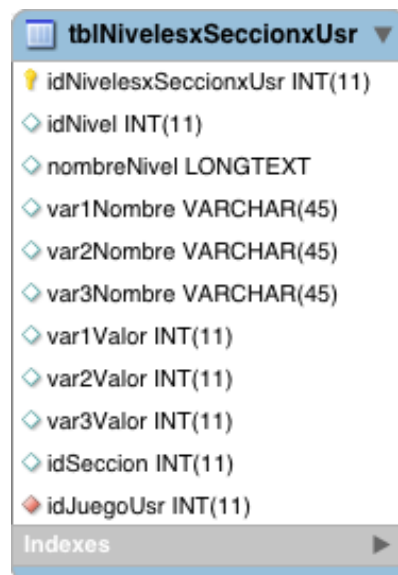 tblNivelesxSeccionxUsr
idNivelesxSeccionxUsr INT(11)
idNivel INT(11)
nombreNivel LONGTEXT
var1Nombre VARCHAR(45)
var2Nombre VARCHAR(45)
var3Nombre VARCHAR(45)
var1Valor INT(11)
var2Valor INT(11)
var3Valor INT(11)
idSeccion INT(11)
idJuegoUsr INT(11)
Indexes